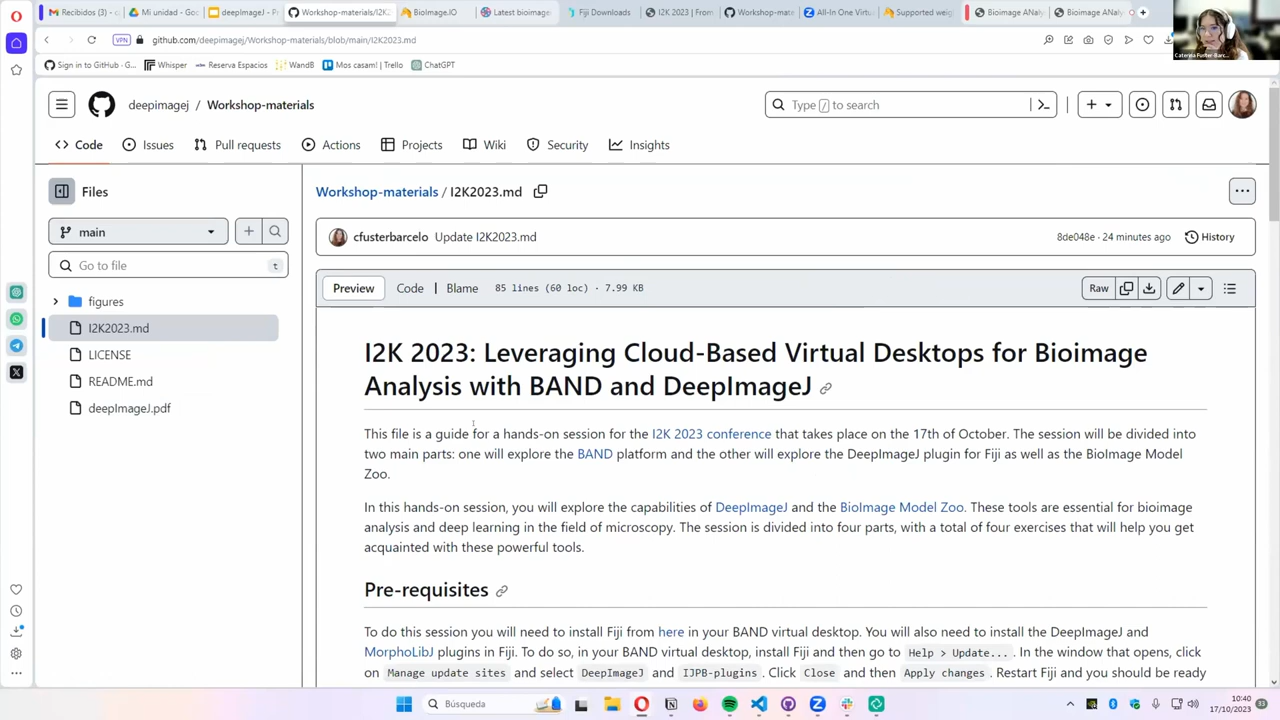 Recibidos (3) - c
Mi unidad - Goo
deepImageJ - P
Workshop-materials/I2K
BioImage.IO
Latest bioimage
Fiji Downloads
I2K 2023 | From
Workshop-mate
All-In One Virtu
Supported weig
Bioimage ANaly
Bioimage ANaly
VPN
github.com/deepimagej/Workshop-materials/blob/main/I2K2023.md
Sign in to GitHub · G...
Whisper
Reserva Espacios
WandB
Mos casam! | Trello
ChatGPT
deepimagej / Workshop-materials
Type / to search
Code
Issues
Pull requests
Actions
Projects
Wiki
Security
Insights
Files
main
Go to file
t
figures
I2K2023.md
LICENSE
README.md
deepImageJ.pdf
Workshop-materials / I2K2023.md
cfusterbarcelo Update I2K2023.md
8de048e · 24 minutes ago
History
Preview
Code
Blame
85 lines (60 loc) · 7.99 KB
Raw
I2K 2023: Leveraging Cloud-Based Virtual Desktops for Bioimage
Analysis with BAND and DeepImageJ
This file is a guide for a hands-on session for the I2K 2023 conference that takes place on the 17th of October. The session will be divided into
two main parts: one will explore the BAND platform and the other will explore the DeepImageJ plugin for Fiji as well as the BioImage Model
Zoo.
In this hands-on session, you will explore the capabilities of DeepImageJ and the BioImage Model Zoo. These tools are essential for bioimage
analysis and deep learning in the field of microscopy. The session is divided into four parts, with a total of four exercises that will help you get
acquainted with these powerful tools.
Pre-requisites
To do this session you will need to install Fiji from here in your BAND virtual desktop. You will also need to install the DeepImageJ and
MorphoLibJ plugins in Fiji. To do so, in your BAND virtual desktop, install Fiji and then go to Help > Update... . In the window that opens, click
on Manage update sites and select DeepImageJ and IJPB-plugins . Click Close and then Apply changes . Restart Fiji and you should be ready
Búsqueda
10:40
17/10/2023